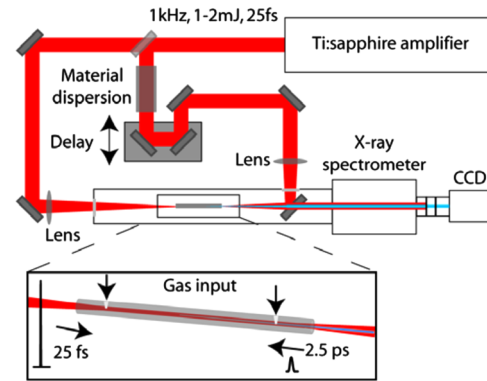 1kHz, 1-2mJ, 25fs
Ti:sapphire amplifier
Material
dispersion
Delay
Lens
X-ray
spectrometer
CCD
Lens
Gas input
25 fs
2.5 ps